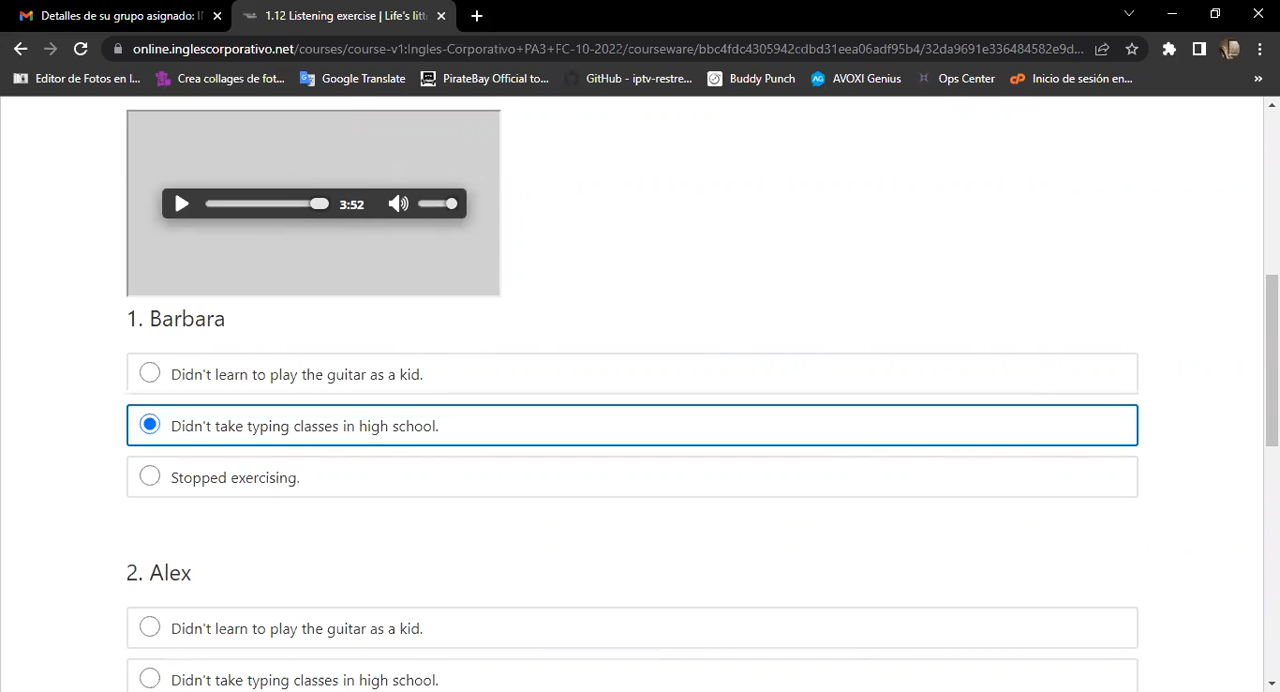 Detalles de su grupo asignado: I
1.12 Listening exercise | Life's litt
online.inglescorporativo.net/courses/course-v1:Ingles-Corporativo+PA3+FC-10-2022/courseware/bbc4fdc4305942cdbd31eea06adf95b4/32da9691e336484582e9d...
Editor de Fotos en l...
Crea collages de fot...
Google Translate
PirateBay Official to...
GitHub - iptv-restre...
Buddy Punch
AVOXI Genius
Ops Center
Inicio de sesión en...
»
3:52
1. Barbara
Didn't learn to play the guitar as a kid.
Didn't take typing classes in high school.
Stopped exercising.
2. Alex
Didn't learn to play the guitar as a kid.
Didn't take typing classes in high school.